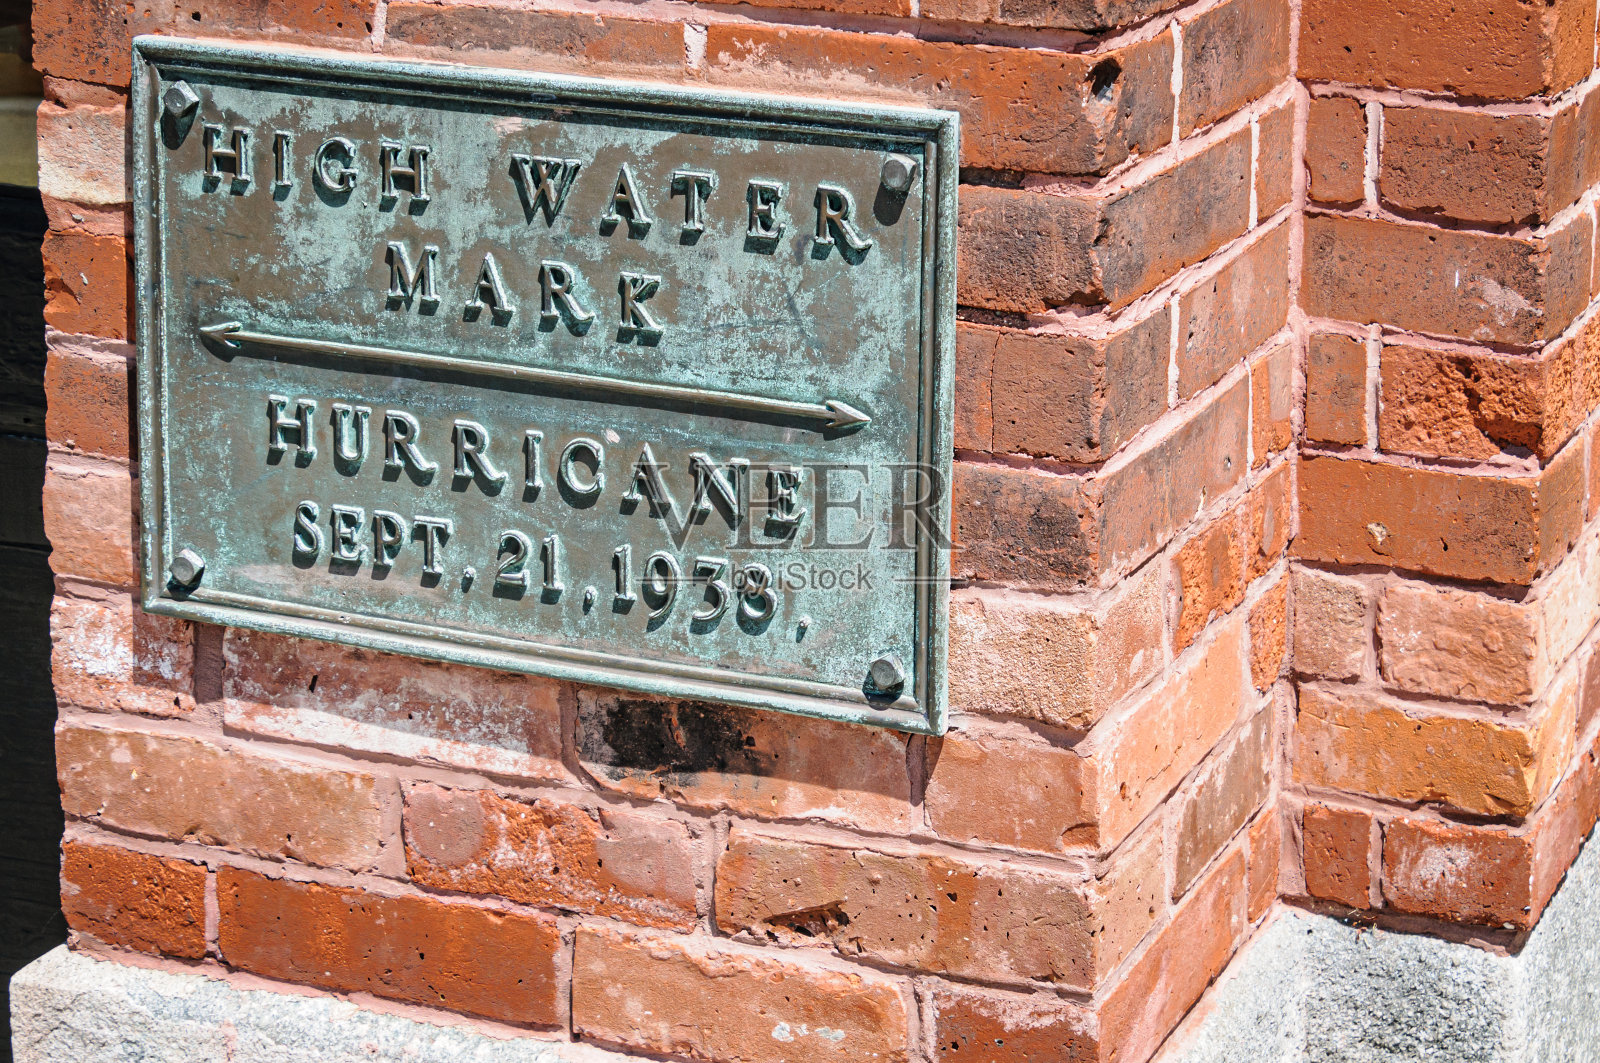 HIGH WATER
MARK
HURRICANE
SEPT. 21, 1938.
VEER
by iStock